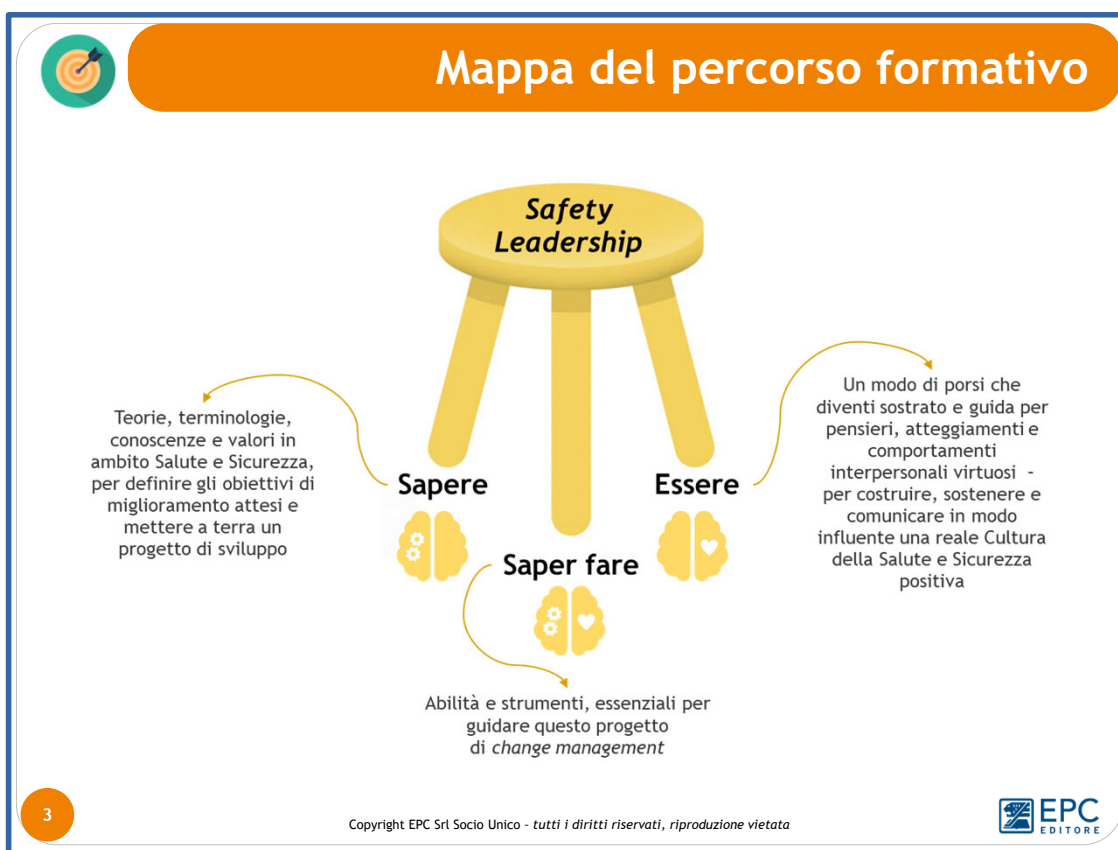 Mappa del percorso formativo
Safety
Leadership
Teorie, terminologie,
conoscenze e valori in
ambito Salute e Sicurezza,
per definire gli obiettivi di
miglioramento attesi e
mettere a terra un
progetto di sviluppo
Sapere
Saper fare
Abilità e strumenti, essenziali per
guidare questo progetto
di change management
Essere
Un modo di porsi che
diventi sostrato e guida per
pensieri, atteggiamenti e
comportamenti
interpersonali virtuosi -
per costruire, sostenere e
comunicare in modo
influente una reale Cultura
della Salute e Sicurezza
positiva
3
Copyright EPC Srl Socio Unico - tutti i diritti riservati, riproduzione vietata
EPC
EDITORE